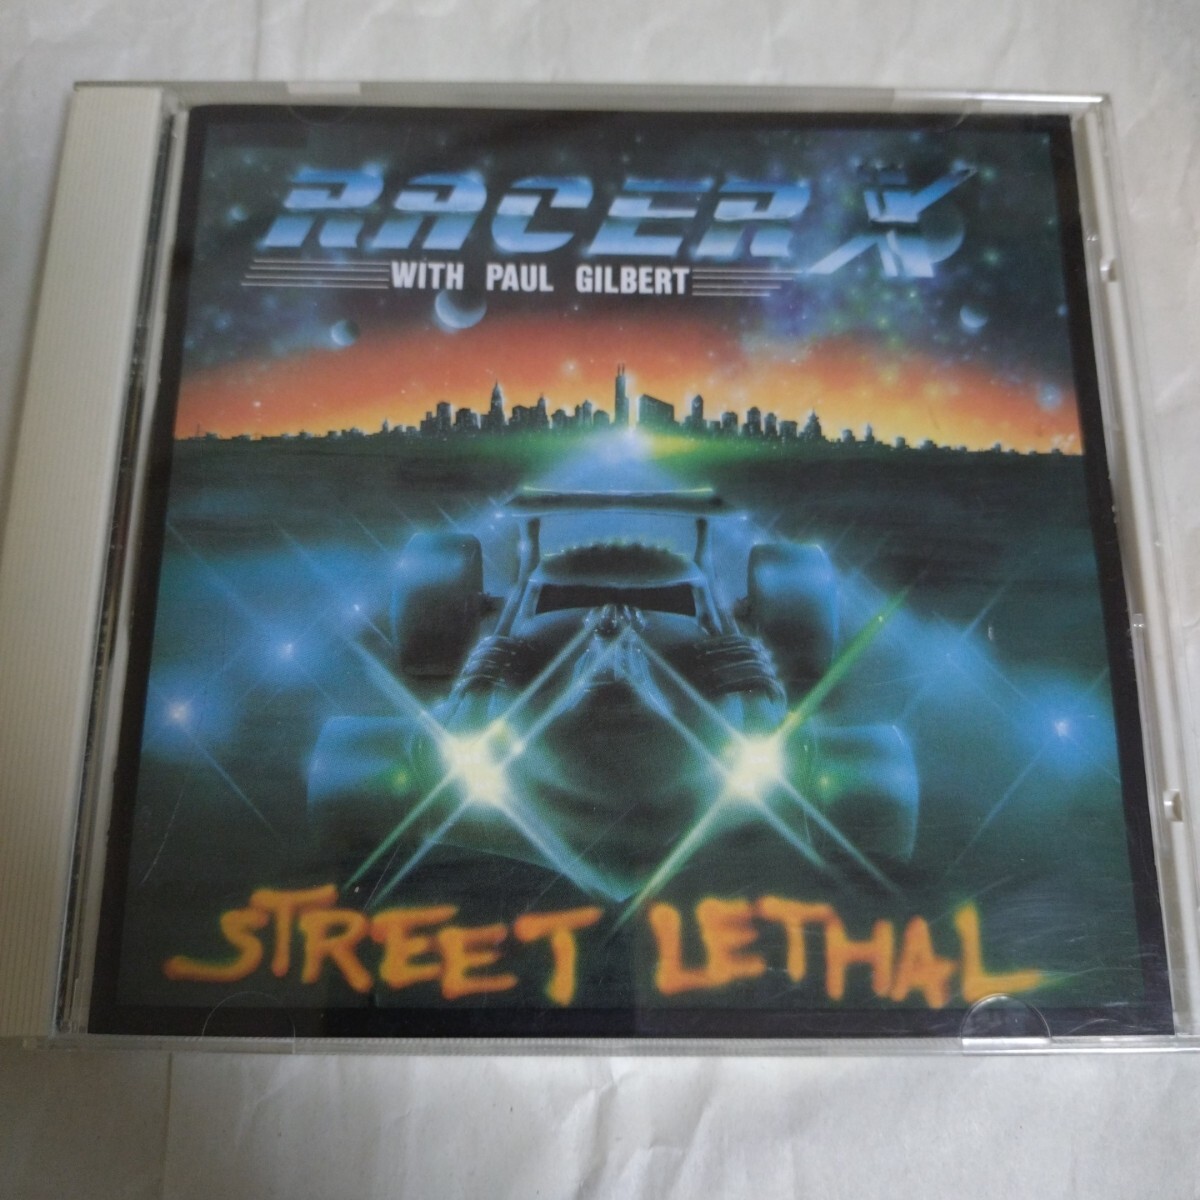 RACER X
WITH PAUL GILBERT
STREET LETHAL